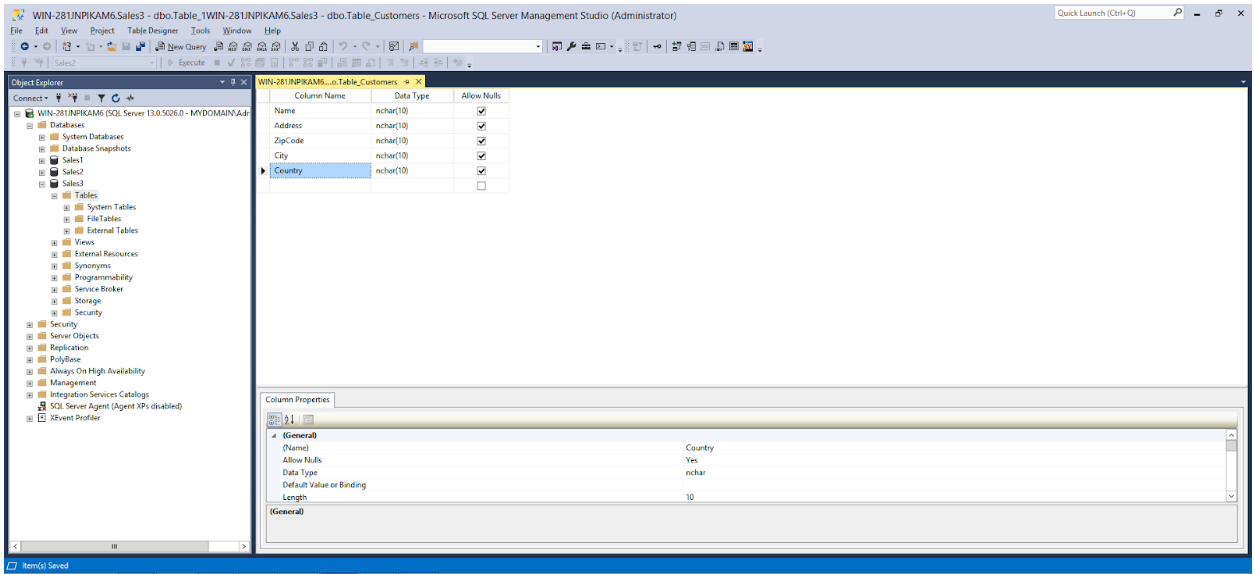 WIN-281JNPIKAM6.Sales3 - dbo.Table_1WIN-281JNPIKAM6.Sales3 - dbo.Table_Customers - Microsoft SQL Server Management Studio (Administrator)
Quick Launch (Ctrl+Q)
File Edit View Project Table Designer Tools Window Help
New Query
Sales2
Execute
Object Explorer
WIN-281JNPIKAM6....o.Table_Customers
Connect
Column Name Data Type Allow Nulls
WIN-281JNPIKAM6 (SQL Server 13.0.5026.0 - MYDOMAIN\Adr
Databases
System Databases
Database Snapshots
Sales1
Sales2
Sales3
Tables
System Tables
FileTables
External Tables
Views
External Resources
Synonyms
Programmability
Service Broker
Storage
Security
Security
Server Objects
Replication
PolyBase
Always On High Availability
Management
Integration Services Catalogs
SQL Server Agent (Agent XPs disabled)
XEvent Profiler
Name nchar(10)
Address nchar(10)
ZipCode nchar(10)
City nchar(10)
Country nchar(10)
Column Properties
(General)
(Name) Country
Allow Nulls Yes
Data Type nchar
Default Value or Binding
Length 10
(General)
Item(s) Saved